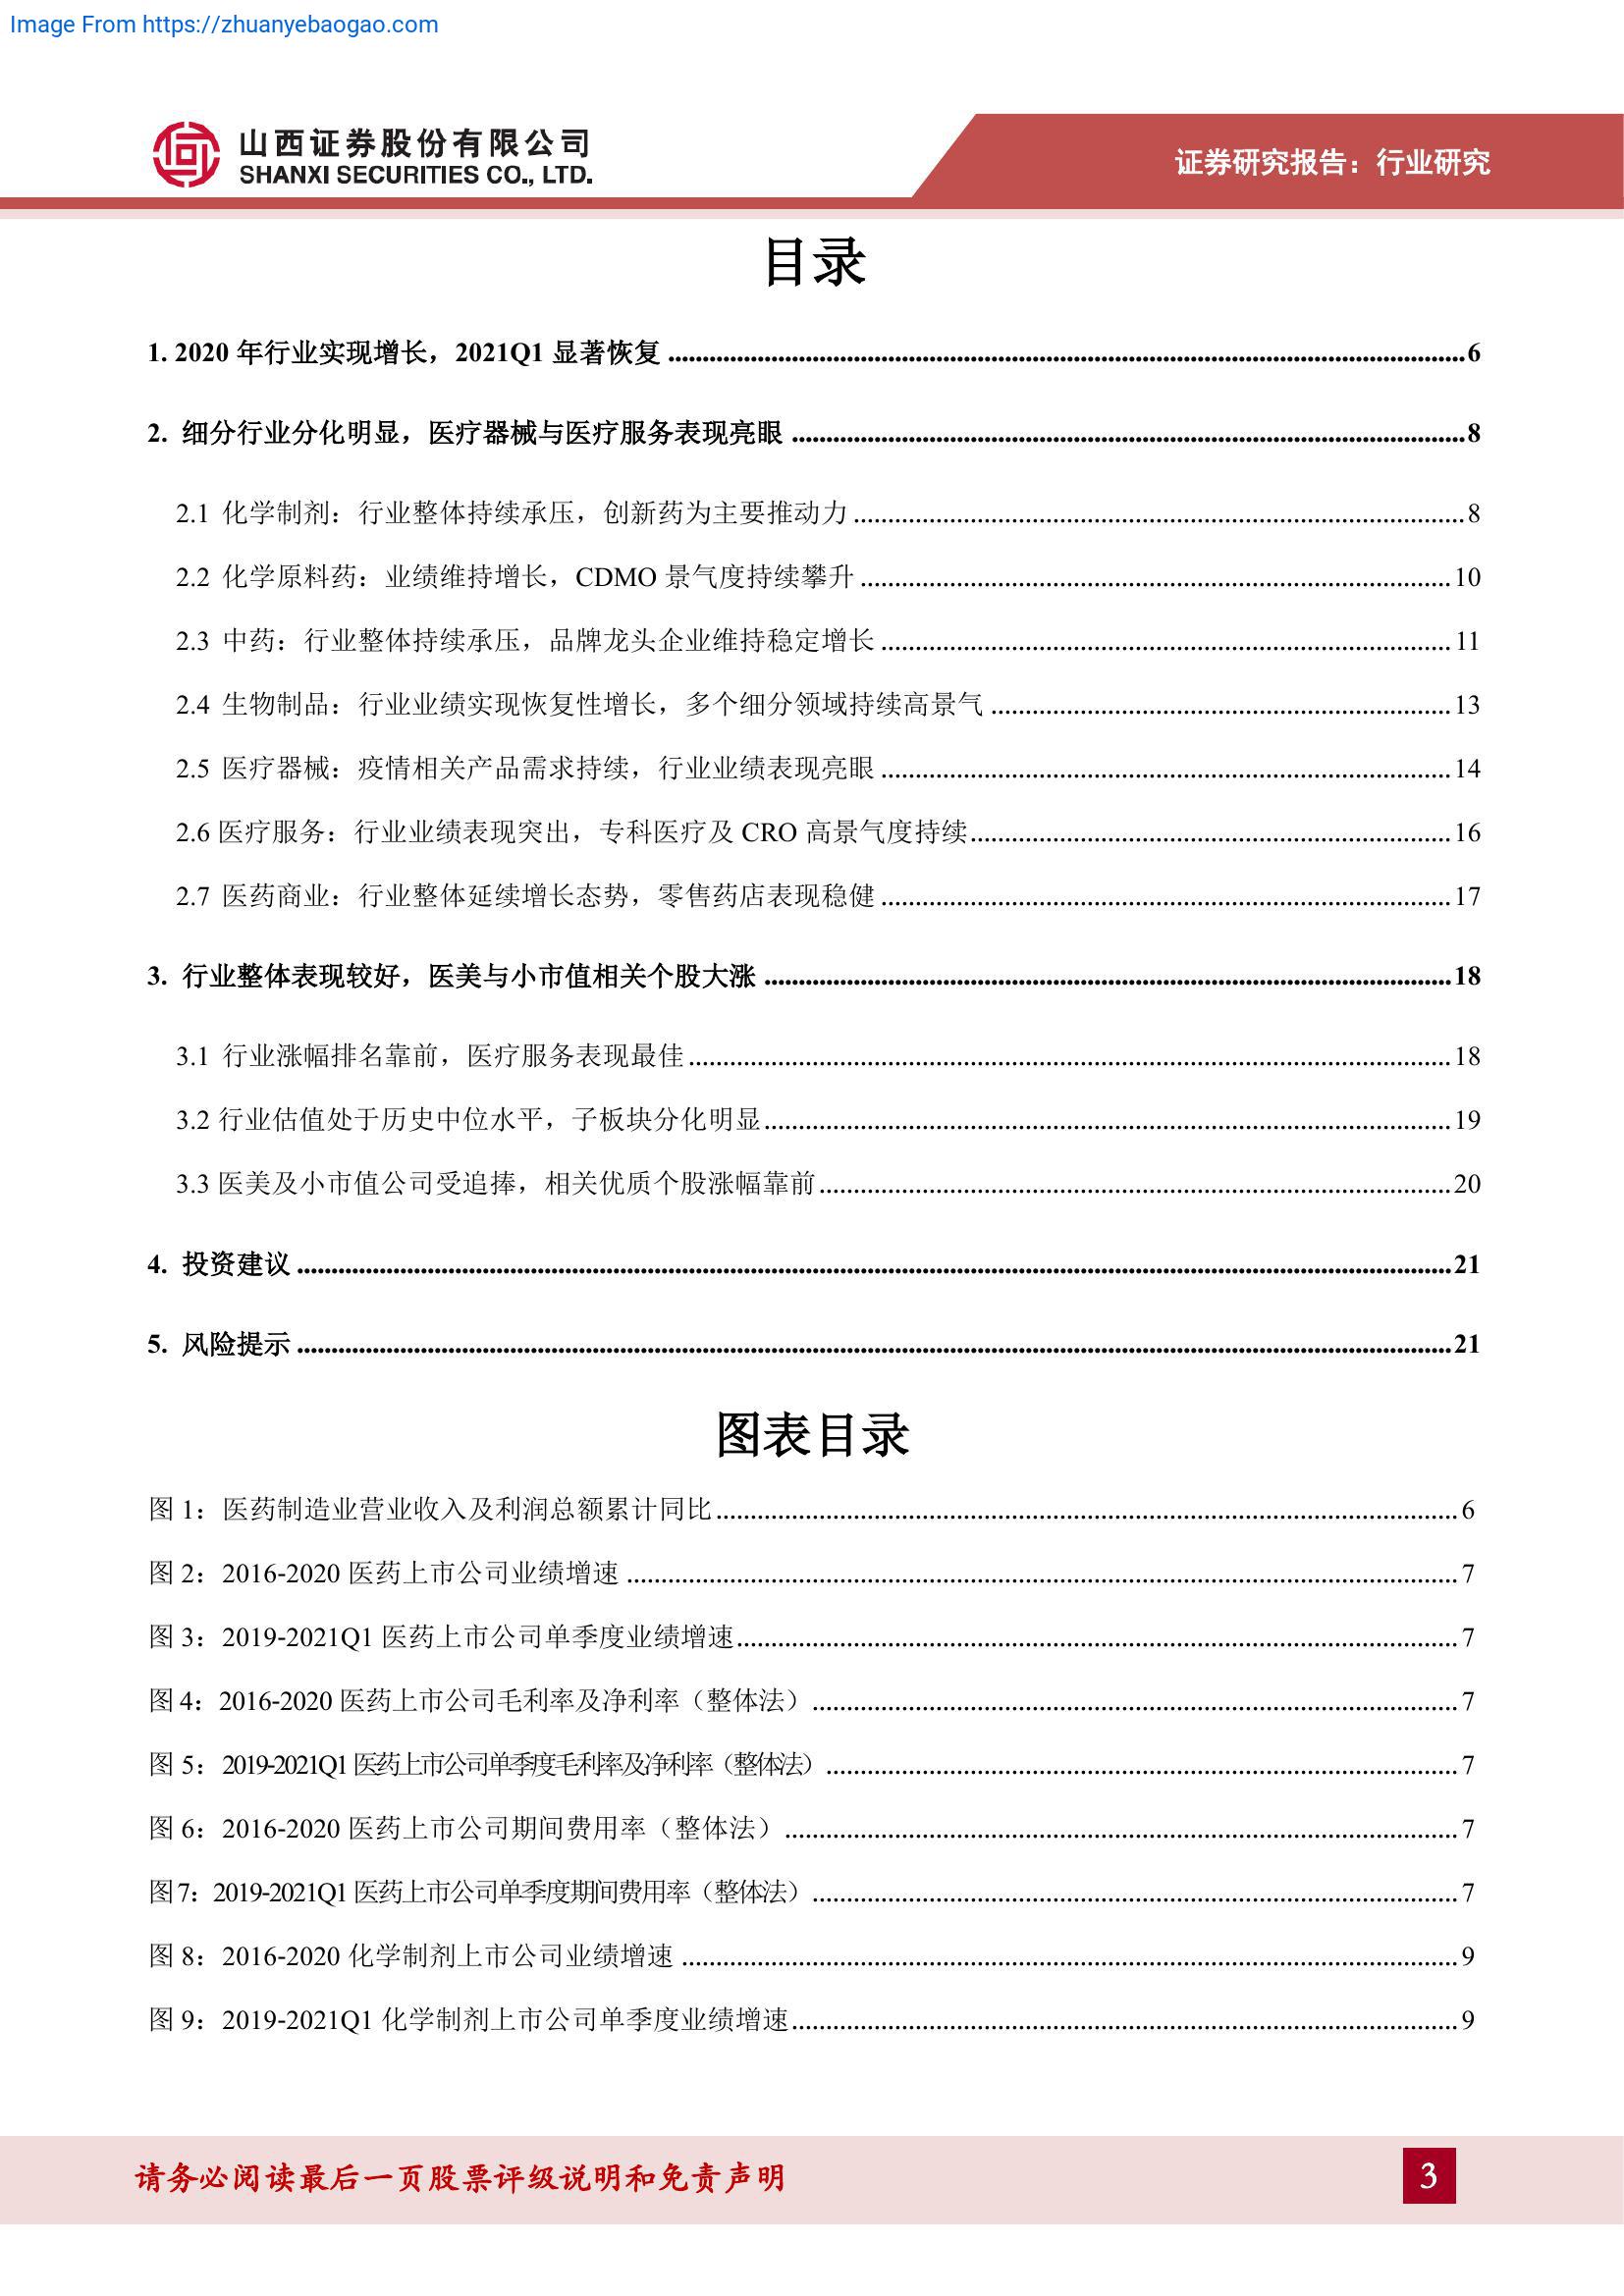 Image From https://zhuanyebaogao.com
山西证券股份有限公司
SHANXI SECURITIES CO., LTD.
证券研究报告：行业研究
目录
1. 2020 年行业实现增长，2021Q1 显著恢复 ........ 6
2. 细分行业分化明显，医疗器械与医疗服务表现亮眼 ........ 8
2.1 化学制剂：行业整体持续承压，创新药为主要推动力 ........ 8
2.2 化学原料药：业绩维持增长，CDMO 景气度持续攀升 ........ 10
2.3 中药：行业整体持续承压，品牌龙头企业维持稳定增长 ........ 11
2.4 生物制品：行业业绩实现恢复性增长，多个细分领域持续高景气 ........ 13
2.5 医疗器械：疫情相关产品需求持续，行业业绩表现亮眼 ........ 14
2.6 医疗服务：行业业绩表现突出，专科医疗及 CRO 高景气度持续 ........ 16
2.7 医药商业：行业整体延续增长态势，零售药店表现稳健 ........ 17
3. 行业整体表现较好，医美与小市值相关个股大涨 ........ 18
3.1 行业涨幅排名靠前，医疗服务表现最佳 ........ 18
3.2 行业估值处于历史中位水平，子板块分化明显 ........ 19
3.3 医美及小市值公司受追捧，相关优质个股涨幅靠前 ........ 20
4. 投资建议 ........ 21
5. 风险提示 ........ 21
图表目录
图 1：医药制造业营业收入及利润总额累计同比 ........ 6
图 2：2016-2020 医药上市公司业绩增速 ........ 7
图 3：2019-2021Q1 医药上市公司单季度业绩增速 ........ 7
图 4：2016-2020 医药上市公司毛利率及净利率（整体法） ........ 7
图 5：2019-2021Q1 医药上市公司单季度毛利率及净利率（整体法） ........ 7
图 6：2016-2020 医药上市公司期间费用率（整体法） ........ 7
图 7：2019-2021Q1 医药上市公司单季度期间费用率（整体法） ........ 7
图 8：2016-2020 化学制剂上市公司业绩增速 ........ 9
图 9：2019-2021Q1 化学制剂上市公司单季度业绩增速 ........ 9
请务必阅读最后一页股票评级说明和免责声明
3